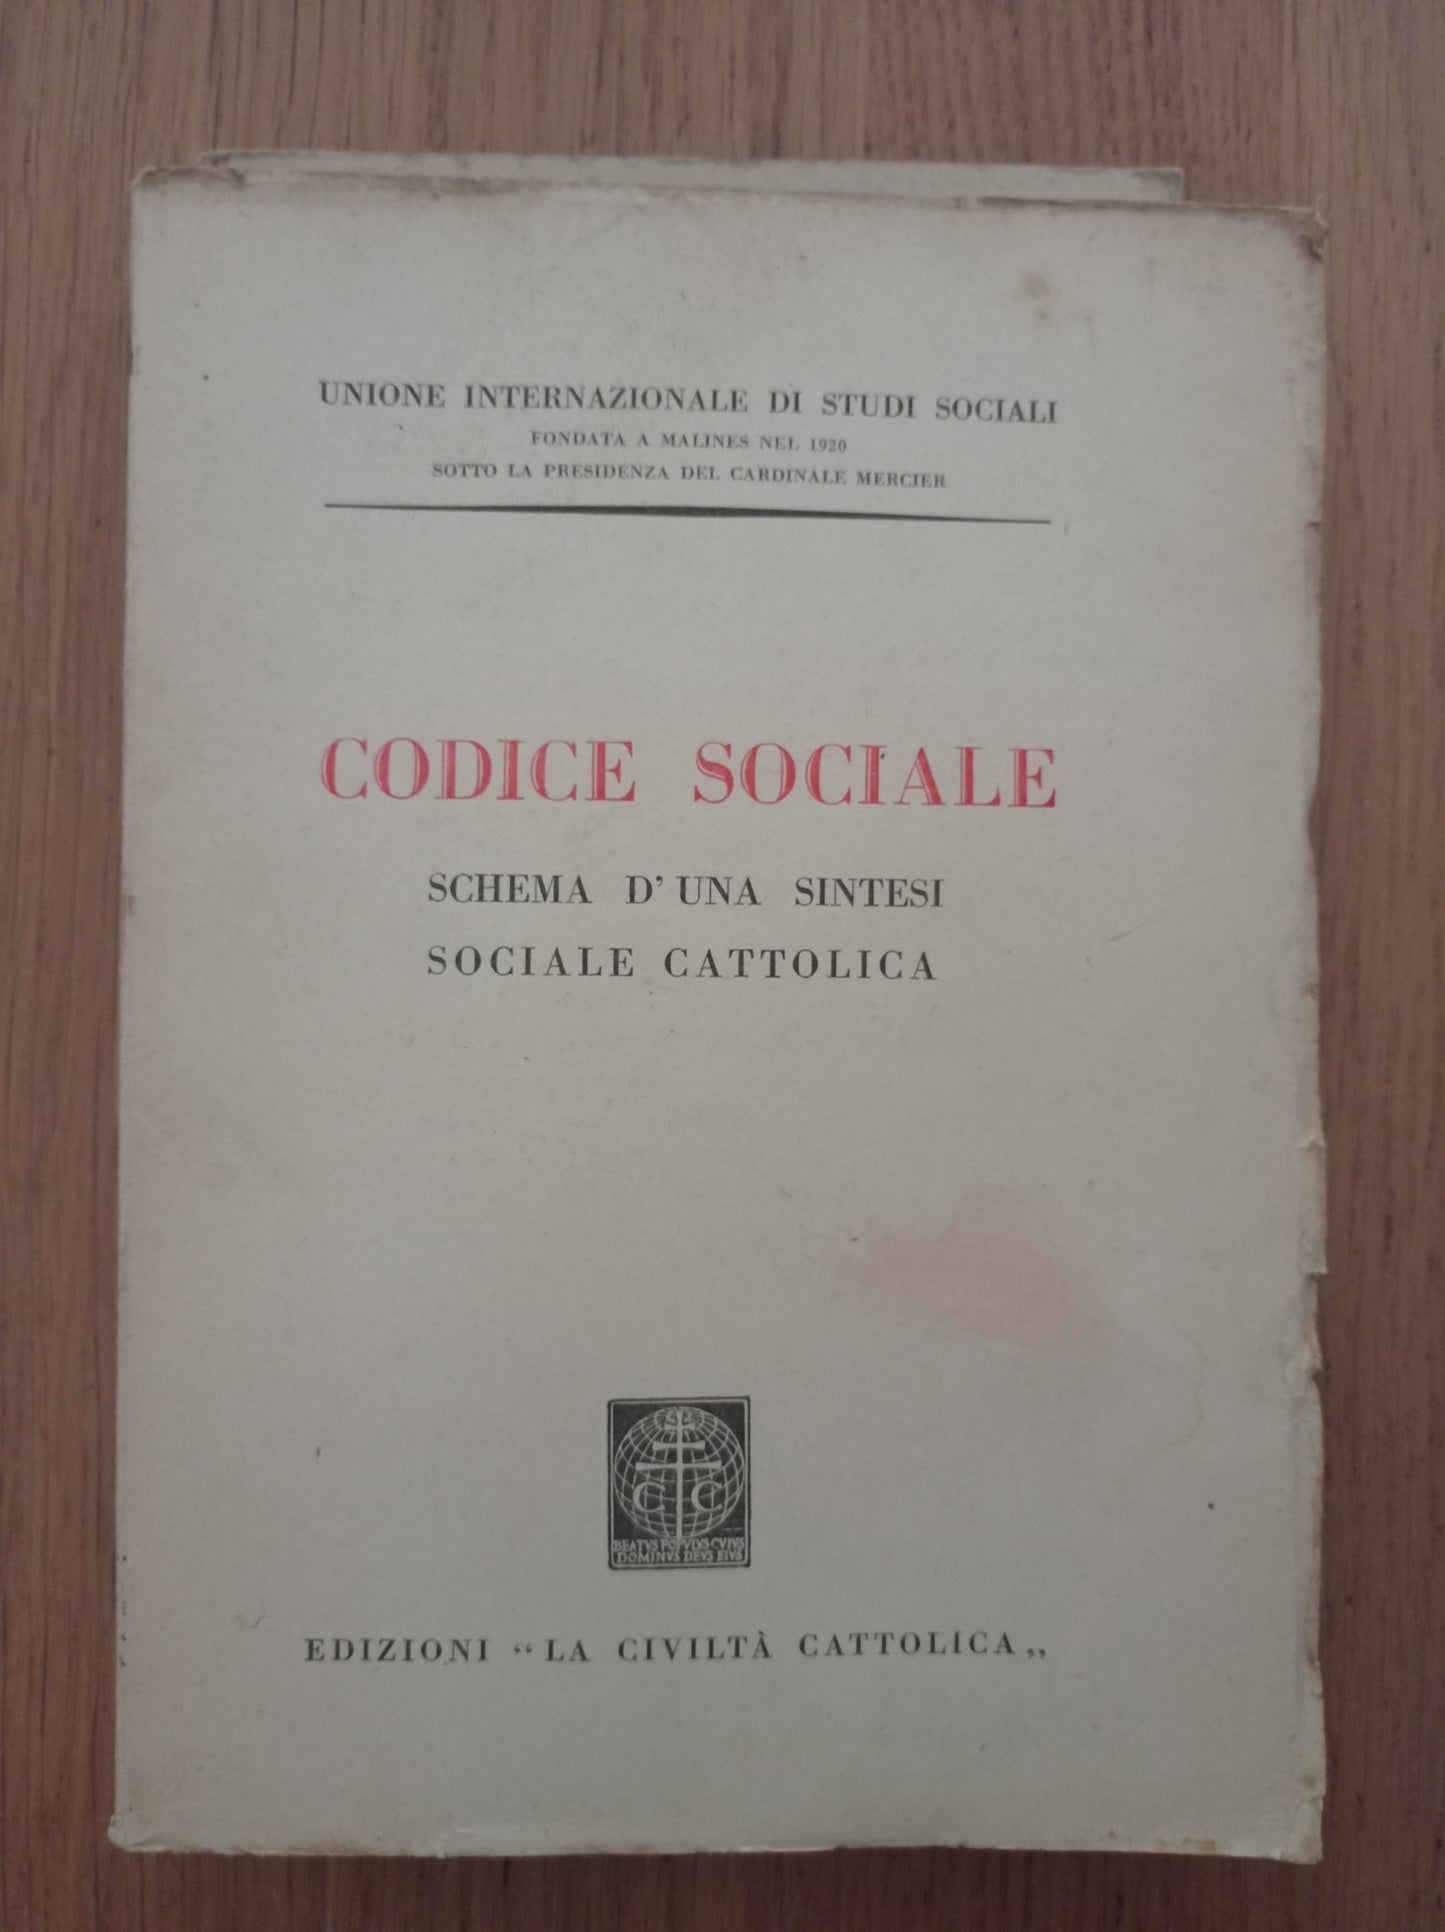 UNIONE INTERNAZIONALE DI STUDI SOCIALI
FONDATA A MALINES NEL 1920
SOTTO LA PRESIDENZA DEL CARDINALE MERCIER
CODICE SOCIALE
SCHEMA D'UNA SINTESI
SOCIALE CATTOLICA
C C
BEATVS POPVLVS CVIVS
DOMINVS DEVS EIVS
EDIZIONI “LA CIVILTÀ CATTOLICA„